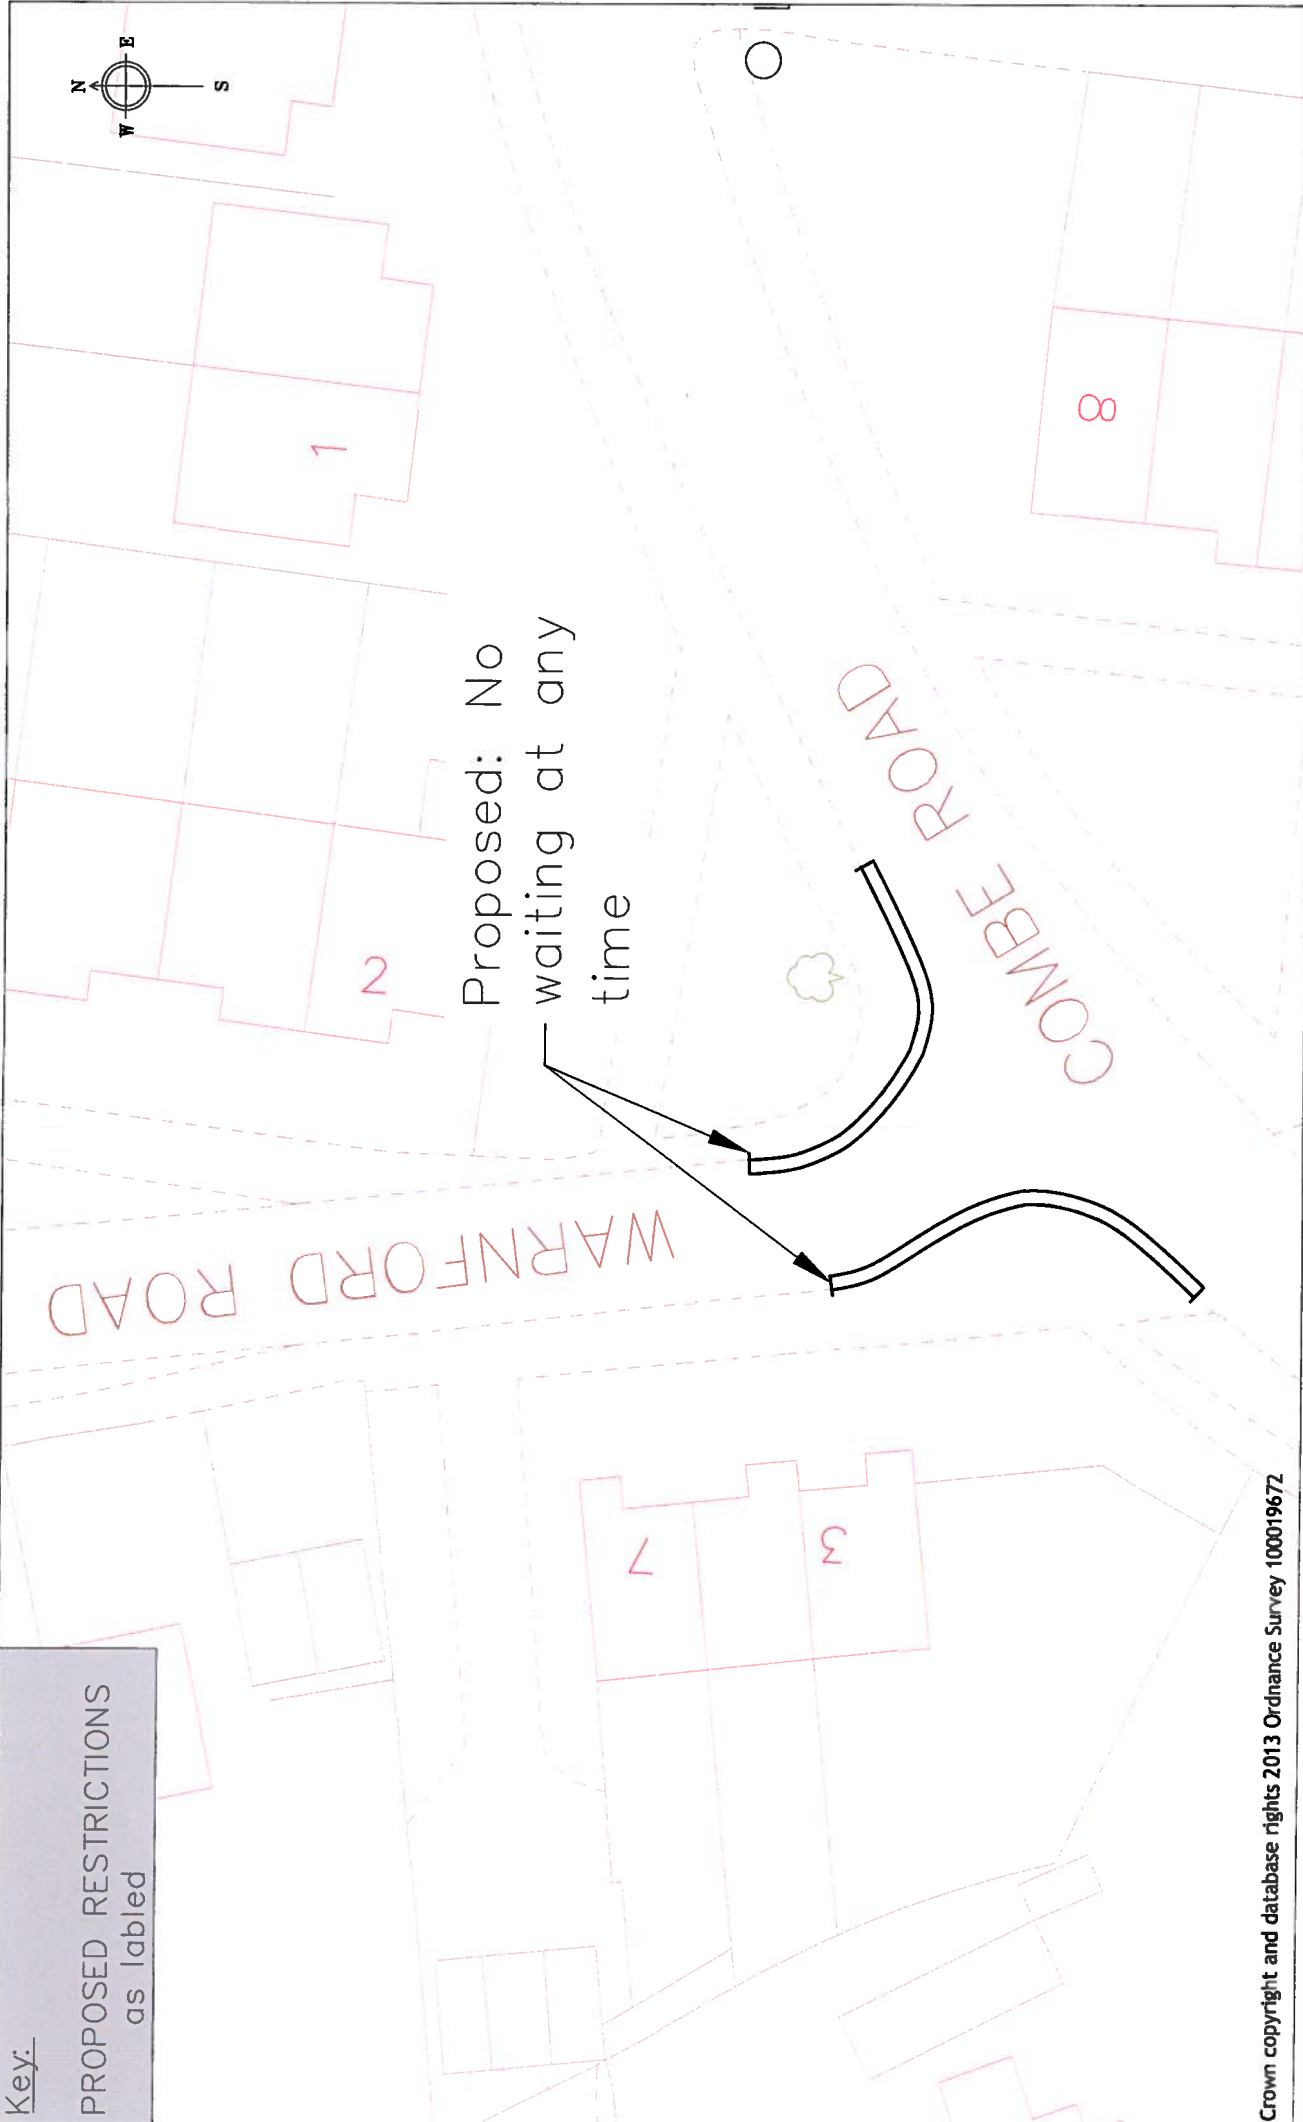 Key:
PROPOSED RESTRICTIONS
as labled
N
W
E
S
1
2
Proposed: No
waiting at any
time
WARNFORD ROAD
COMBE ROAD
7
3
8
Crown copyright and database rights 2013 Ordnance Survey 100019672